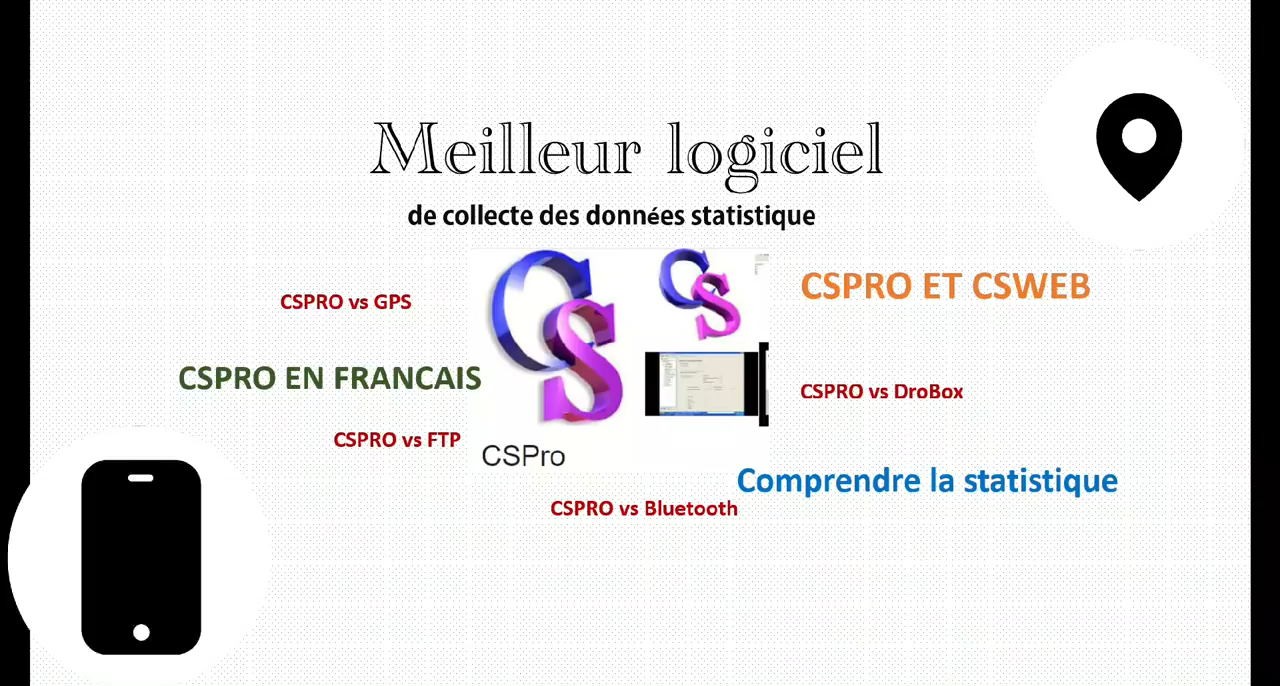 Meilleur logiciel
de collecte des données statistique
CSPRO ET CSWEB
CSPRO vs GPS
CSPRO EN FRANCAIS
CSPRO vs DroBox
CSPRO vs FTP
CSPro
Comprendre la statistique
CSPRO vs Bluetooth